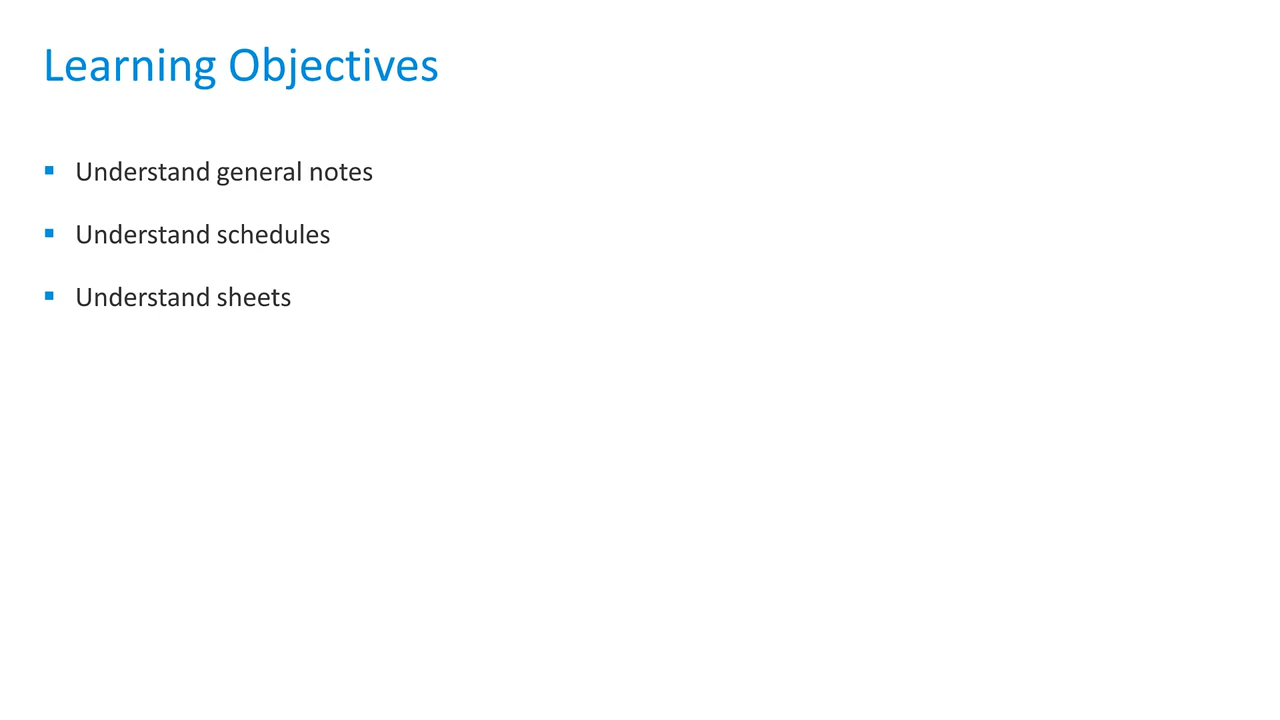 Learning Objectives
▪ Understand general notes
▪ Understand schedules
▪ Understand sheets